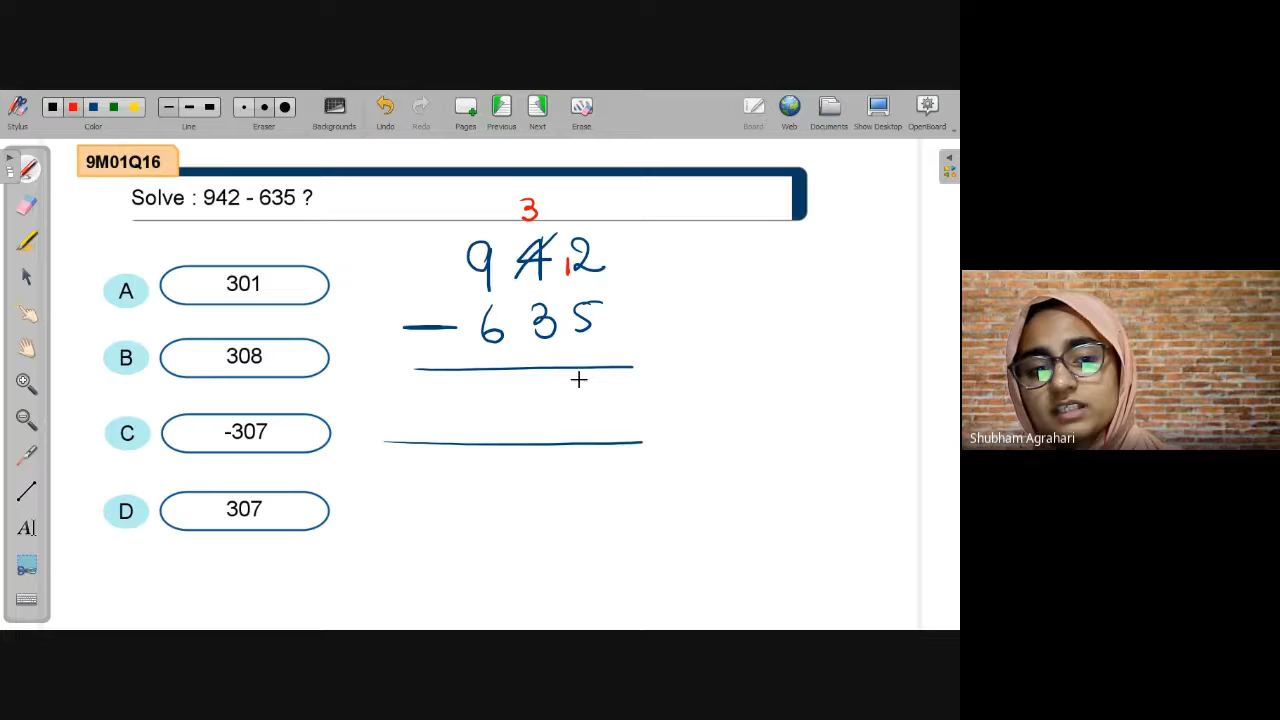 Stylus
Color
Line
Eraser
Backgrounds
Undo
Redo
Pages
Previous
Next
Erase
Board
Web
Documents
Show Desktop
OpenBoard
9M01Q16
Solve : 942 - 635 ?
3
9 4 12
— 6 3 5
A 301
B 308
C -307
D 307
Shubham Agrahari